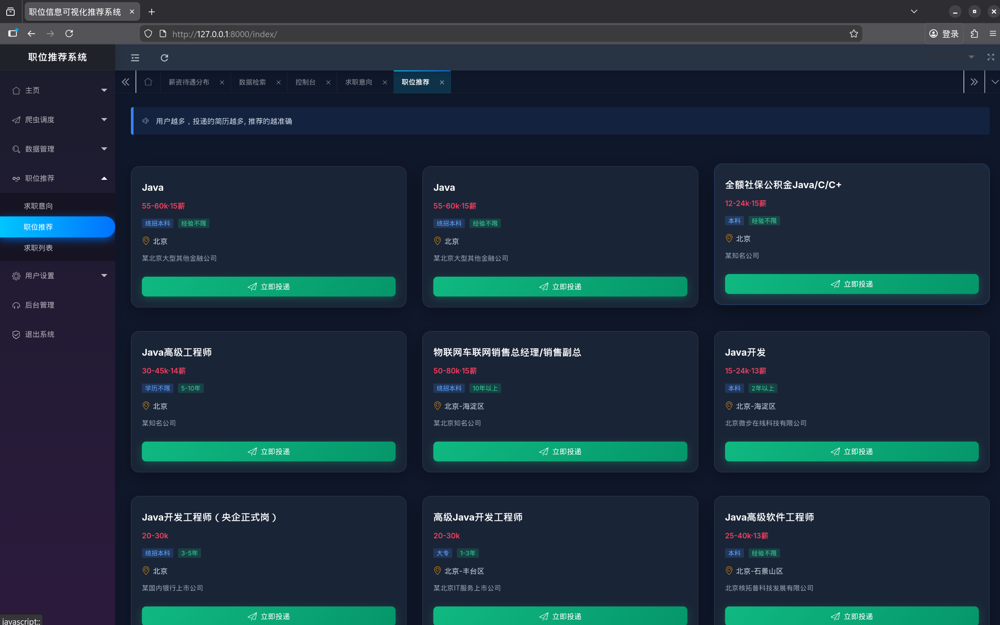 职位信息可视化推荐系统
http://127.0.0.1:8000/index/
登录
职位推荐系统
主页
爬虫调度
数据管理
职位推荐
求职意向
职位推荐
求职列表
用户设置
后台管理
退出系统
薪资待遇分布
数据检索
控制台
求职意向
职位推荐
用户越多，投递的简历越多, 推荐的越准确
Java
55-60k·15薪
统招本科 经验不限
北京
某北京大型其他金融公司
立即投递
Java
55-60k·15薪
统招本科 经验不限
北京
某北京大型其他金融公司
立即投递
全额社保公积金Java/C/C+
12-24k·15薪
本科 经验不限
北京
某知名公司
立即投递
Java高级工程师
30-45k·14薪
学历不限 5-10年
北京
某知名公司
立即投递
物联网车联网销售总经理/销售副总
50-80k·15薪
统招本科 10年以上
北京-海淀区
某北京知名公司
立即投递
Java开发
15-24k·13薪
本科 2年以上
北京-海淀区
北京微步在线科技有限公司
立即投递
Java开发工程师（央企正式岗）
20-30k
统招本科 3-5年
北京
某国内银行上市公司
立即投递
高级Java开发工程师
20-30k
大专 1-3年
北京-丰台区
某北京IT服务上市公司
立即投递
Java高级软件工程师
25-40k·13薪
本科 经验不限
北京-石景山区
北京核拓普科技发展有限公司
立即投递
javascript:;